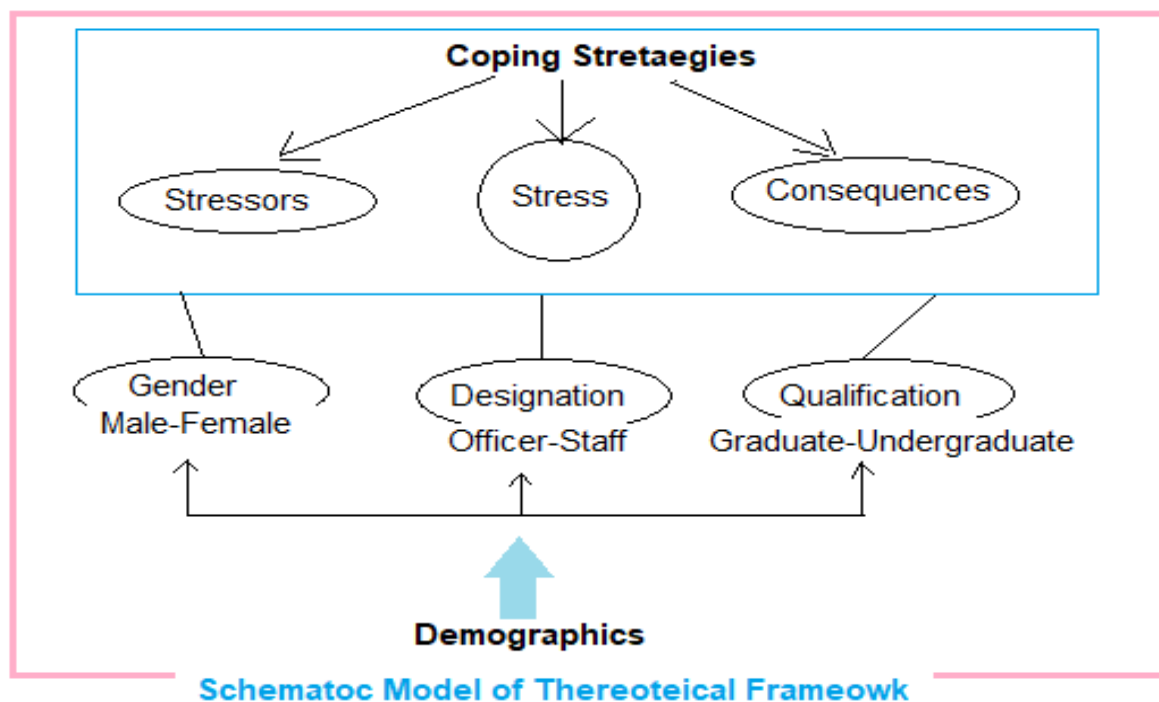 Coping Stretaegies
Stressors
Stress
Consequences
Gender
Male-Female
Designation
Officer-Staff
Qualification
Graduate-Undergraduate
Demographics
Schematoc Model of Thereoteical Frameowk